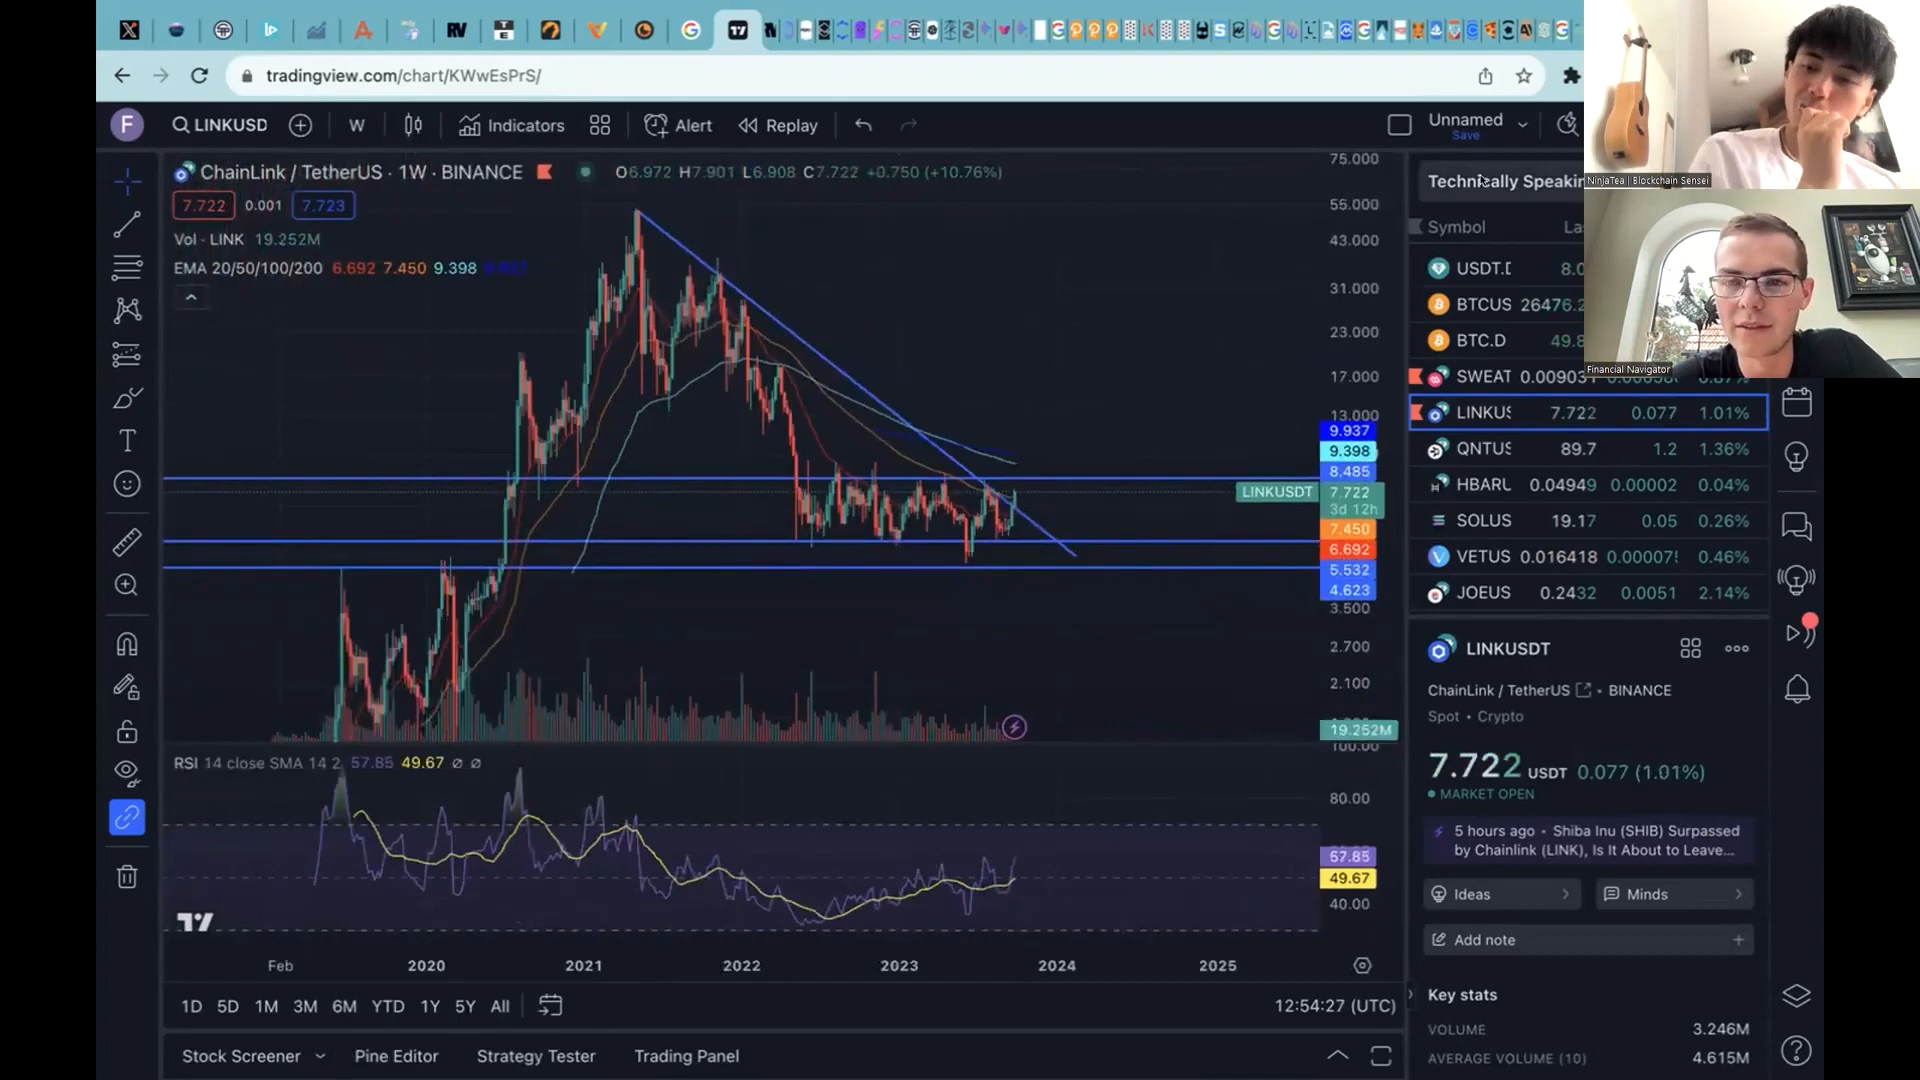 tradingview.com/chart/KWwEsPrS/
F
LINKUSD
W
Indicators
Alert
Replay
Unnamed
Save
ChainLink / TetherUS · 1W · BINANCE
O6.972 H7.901 L6.908 C7.722 +0.750 (+10.76%)
7.722 0.001 7.723
Vol · LINK 19.252M
EMA 20/50/100/200 6.692 7.450 9.398
75.000
55.000
43.000
31.000
23.000
17.000
13.000
9.937
9.398
8.485
LINKUSDT 7.722
3d 12h
7.450
6.692
5.532
4.623
3.500
2.700
2.100
19.252M
100.00
RSI 14 close SMA 14 2 57.85 49.67 ∅ ∅
80.00
57.85
49.67
40.00
Feb 2020 2021 2022 2023 2024 2025
1D 5D 1M 3M 6M YTD 1Y 5Y All
12:54:27 (UTC)
Stock Screener
Pine Editor
Strategy Tester
Trading Panel
NinjaTea | Blockchain Sensei
Financial Navigator
Technically Speakin
Symbol La
USDT.D 8.0
BTCUS 26476.2
BTC.D 49.8
SWEAT 0.009037
LINKUS 7.722 0.077 1.01%
QNTUS 89.7 1.2 1.36%
HBARU 0.04949 0.00002 0.04%
SOLUS 19.17 0.05 0.26%
VETUS 0.016418 0.000075 0.46%
JOEUS 0.2432 0.0051 2.14%
LINKUSDT
ChainLink / TetherUS • BINANCE
Spot • Crypto
7.722 USDT 0.077 (1.01%)
MARKET OPEN
5 hours ago • Shiba Inu (SHIB) Surpassed
by Chainlink (LINK), Is It About to Leave...
Ideas
Minds
Add note
Key stats
VOLUME 3.246M
AVERAGE VOLUME (10) 4.615M